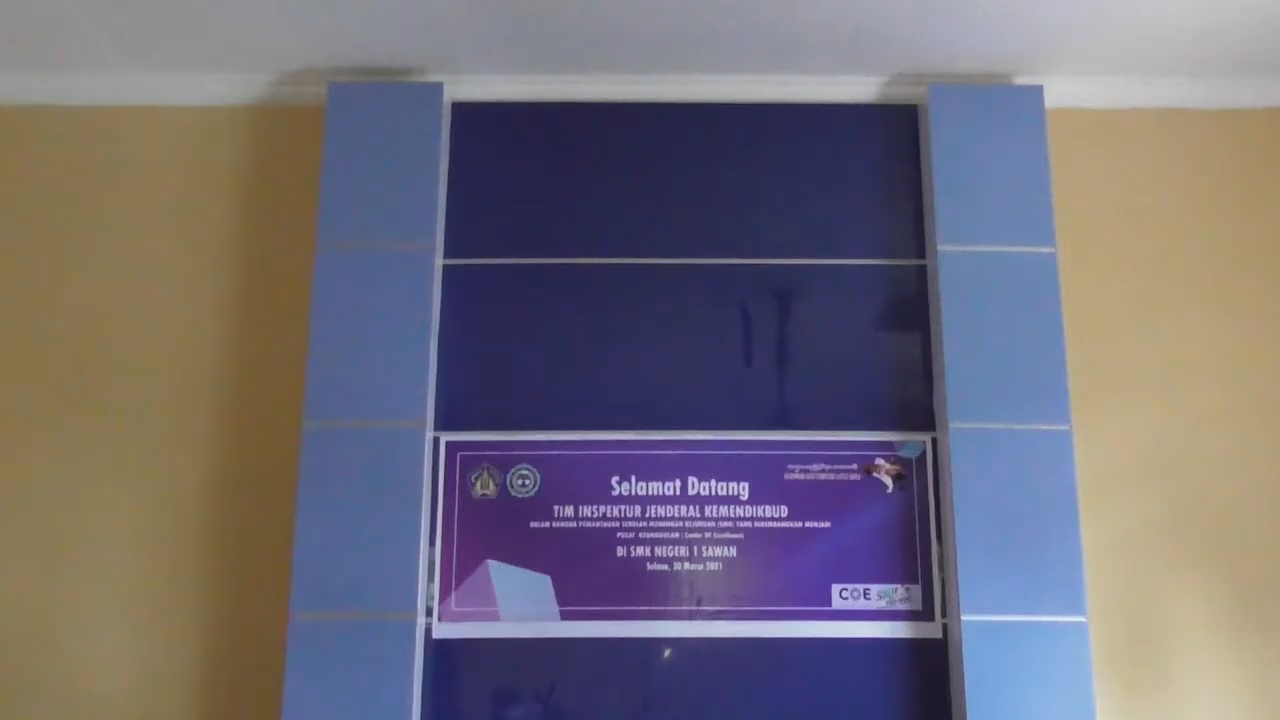 Selamat Datang
TIM INSPEKTUR JENDERAL KEMENDIKBUD
DALAM RANGKA PEMANTAUAN SEKOLAH MENENGAH KEJURUAN (SMK) YANG DIKEMBANGKAN MENJADI
PUSAT KEUNGGULAN ( Center Of Excellence)
Di SMK NEGERI 1 SAWAN
Selasa, 30 Maret 2021
COE SMK